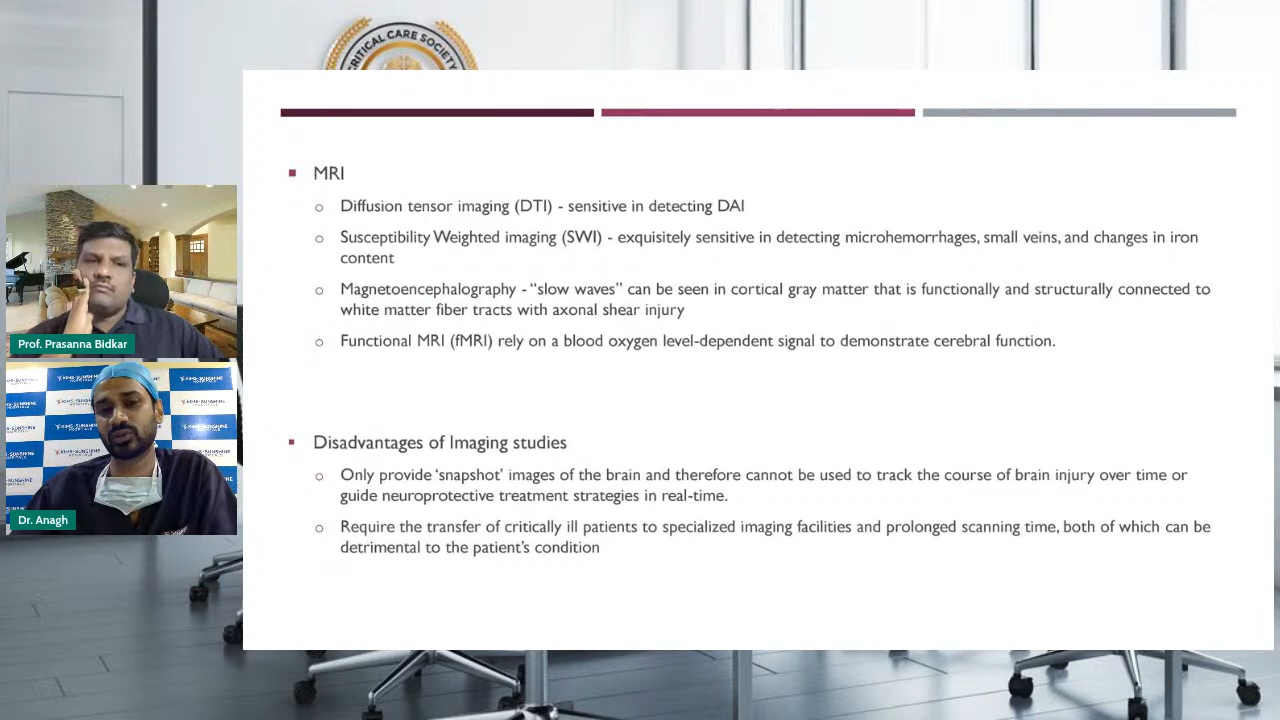 CRITICAL CARE SOCIETY
MRI
Diffusion tensor imaging (DTI) - sensitive in detecting DAI
Susceptibility Weighted imaging (SWI) - exquisitely sensitive in detecting microhemorrhages, small veins, and changes in iron
content
Magnetoencephalography - “slow waves” can be seen in cortical gray matter that is functionally and structurally connected to
white matter fiber tracts with axonal shear injury
Functional MRI (fMRI) rely on a blood oxygen level-dependent signal to demonstrate cerebral function.
Disadvantages of Imaging studies
Only provide ‘snapshot’ images of the brain and therefore cannot be used to track the course of brain injury over time or
guide neuroprotective treatment strategies in real-time.
Require the transfer of critically ill patients to specialized imaging facilities and prolonged scanning time, both of which can be
detrimental to the patient’s condition
Prof. Prasanna Bidkar
KIMS-SUNSHINE
HOSPITALS
Dr. Anagh